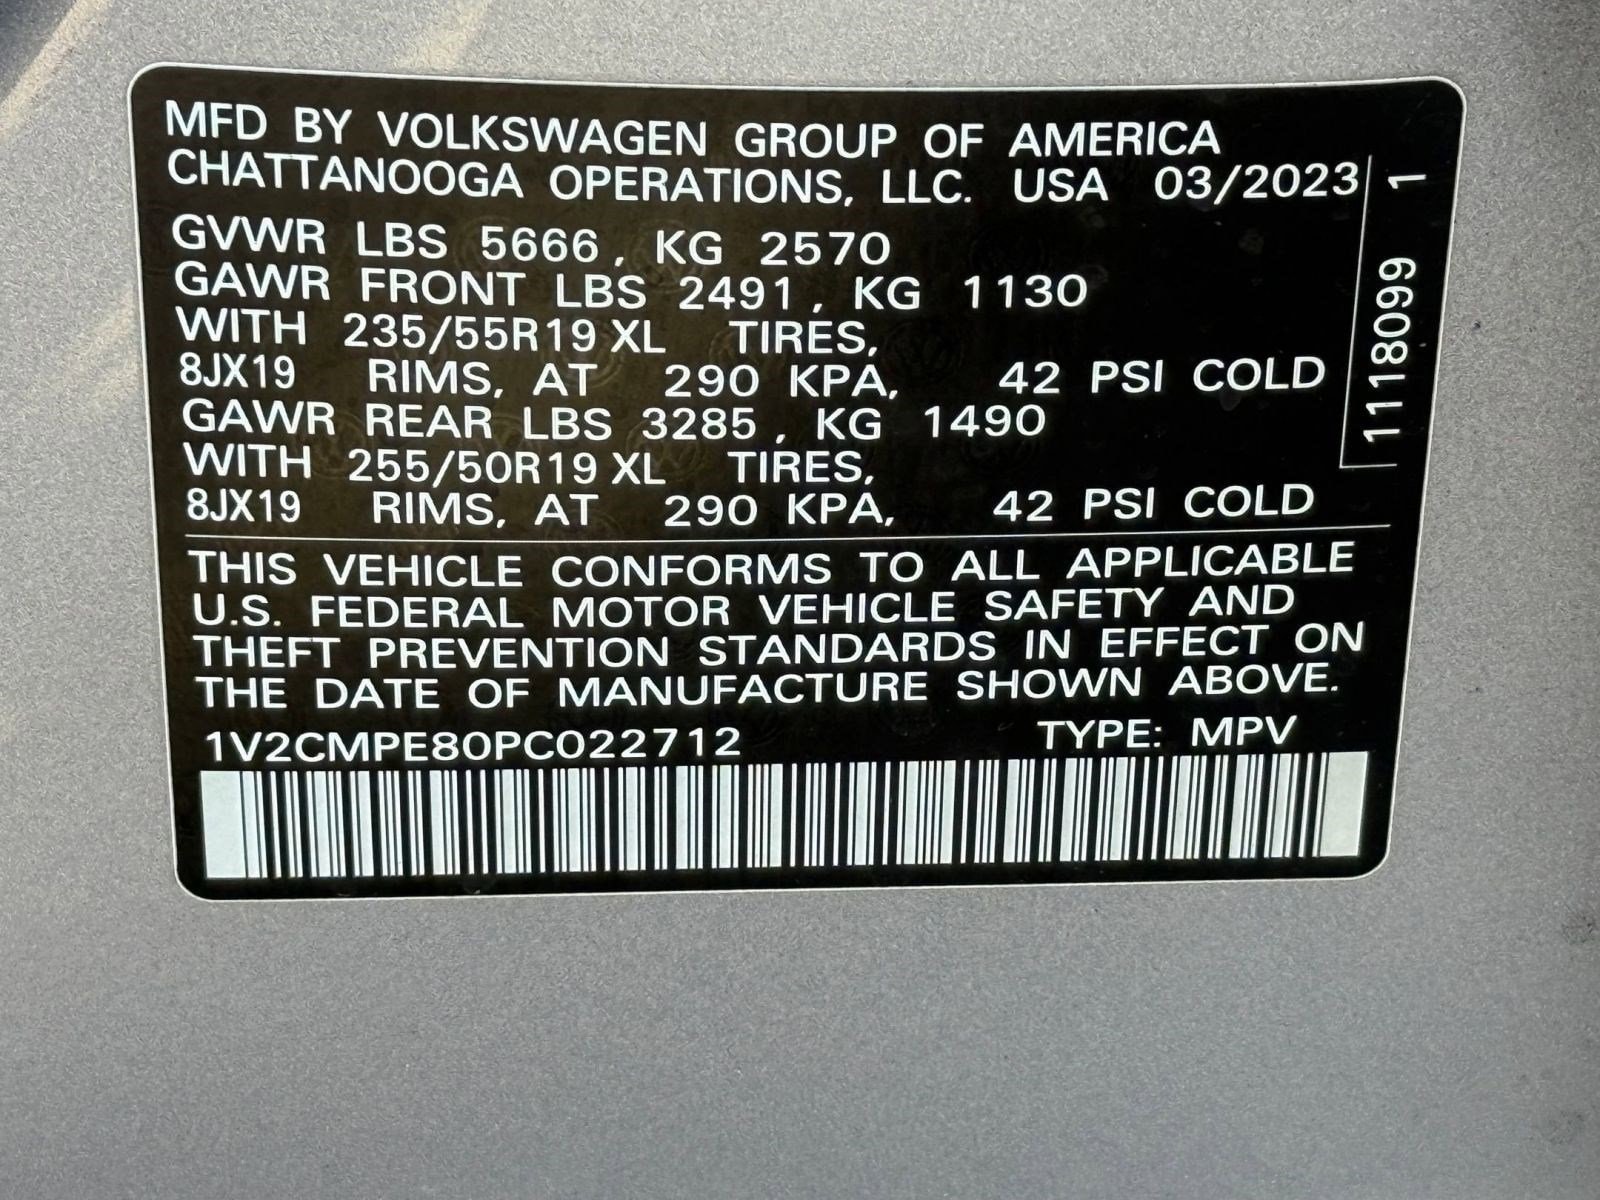 MFD BY VOLKSWAGEN GROUP OF AMERICA
CHATTANOOGA OPERATIONS, LLC. USA 03/2023
GVWR LBS 5666, KG 2570
GAWR FRONT LBS 2491, KG 1130
WITH 235/55R19 XL TIRES,
8JX19 RIMS, AT 290 KPA, 42 PSI COLD
GAWR REAR LBS 3285, KG 1490
WITH 255/50R19 XL TIRES,
8JX19 RIMS, AT 290 KPA, 42 PSI COLD
1118099 1
THIS VEHICLE CONFORMS TO ALL APPLICABLE
U.S. FEDERAL MOTOR VEHICLE SAFETY AND
THEFT PREVENTION STANDARDS IN EFFECT ON
THE DATE OF MANUFACTURE SHOWN ABOVE.
1V2CMPE80PC022712 TYPE: MPV